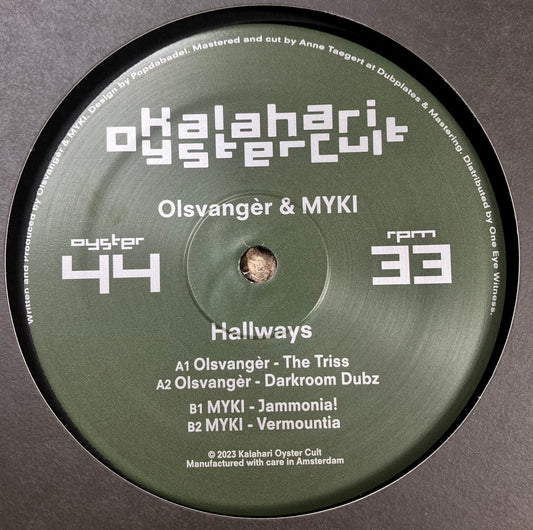 Written and Produced by Olsvangèr & MYKI. Design by Popdabadel. Mastered and cut by Anne Taegert at Dubplates & Mastering. Distributed by One Eye Witness.
Kalahari
OysterCult
Olsvangèr & MYKI
oyster
44
rpm
33
Hallways
A1 Olsvangèr - The Triss
A2 Olsvangèr - Darkroom Dubz
B1 MYKI - Jammonia!
B2 MYKI - Vermountia
© 2023 Kalahari Oyster Cult
Manufactured with care in Amsterdam